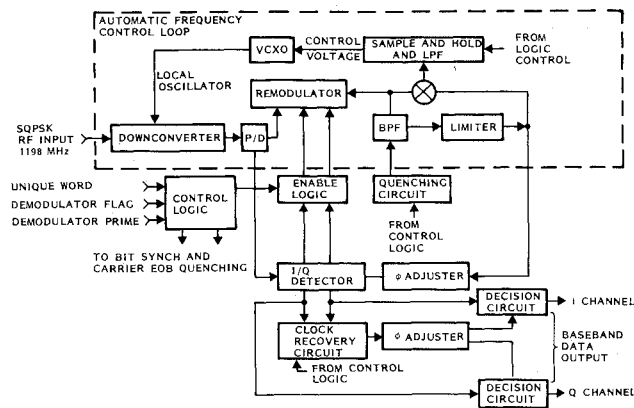 AUTOMATIC FREQUENCY
CONTROL LOOP
VCXO
CONTROL
VOLTAGE
SAMPLE AND HOLD
AND LPF
FROM
LOGIC
CONTROL
LOCAL
OSCILLATOR
REMODULATOR
SQPSK
RF INPUT
1198 MHz
DOWNCONVERTER
P/D
BPF
LIMITER
UNIQUE WORD
DEMODULATOR FLAG
DEMODULATOR PRIME
CONTROL
LOGIC
ENABLE
LOGIC
QUENCHING
CIRCUIT
FROM
CONTROL
LOGIC
TO BIT SYNCH AND
CARRIER EOB QUENCHING
I/Q
DETECTOR
φ ADJUSTER
DECISION
CIRCUIT
I CHANNEL
CLOCK
RECOVERY
CIRCUIT
φ ADJUSTER
BASEBAND
DATA
OUTPUT
FROM CONTROL
LOGIC
DECISION
CIRCUIT
Q CHANNEL